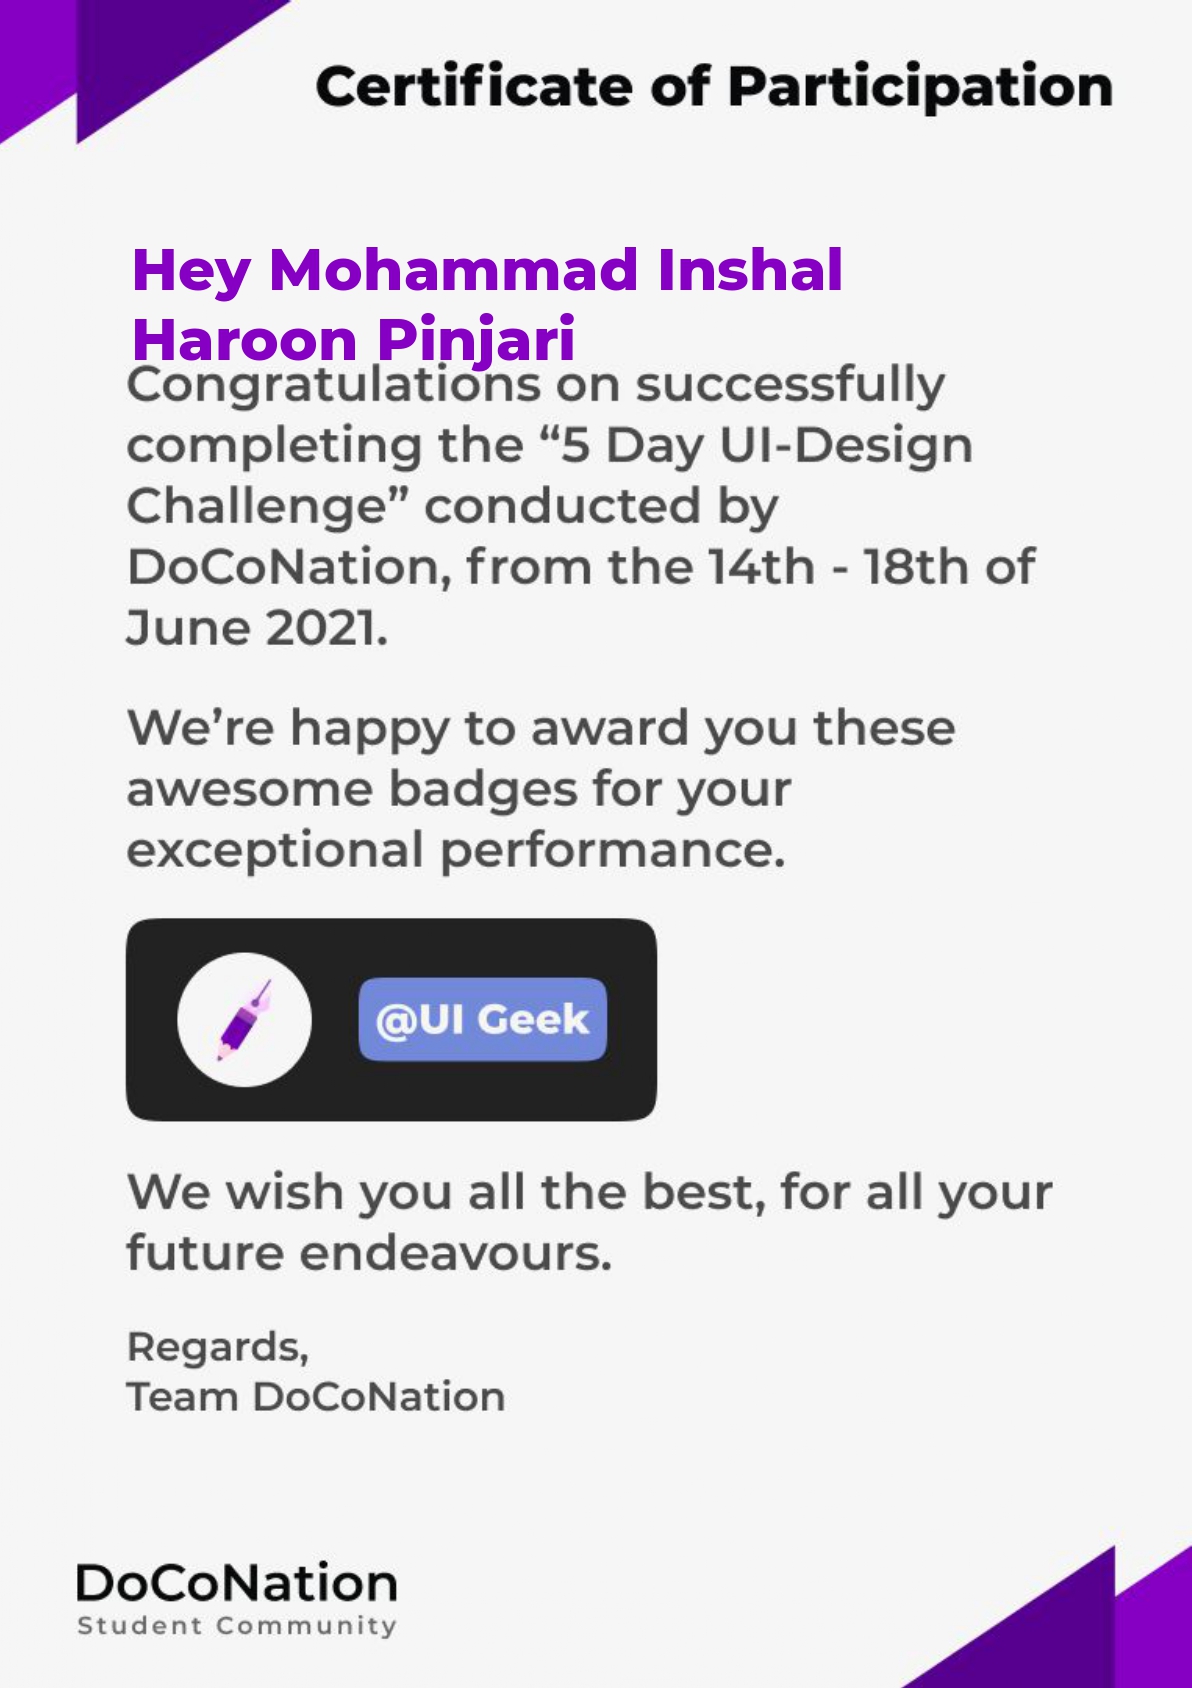 Certificate of Participation
Hey Mohammad Inshal
Haroon Pinjari
Congratulations on successfully
completing the “5 Day UI-Design
Challenge” conducted by
DoCoNation, from the 14th - 18th of
June 2021.
We’re happy to award you these
awesome badges for your
exceptional performance.
@UI Geek
We wish you all the best, for all your
future endeavours.
Regards,
Team DoCoNation
DoCoNation
Student Community